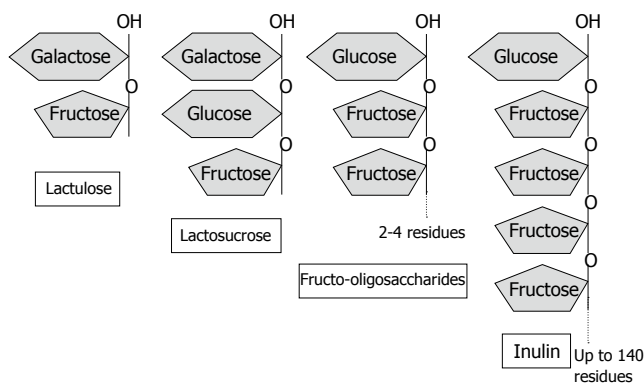 OH OH OH OH
Galactose Galactose Glucose Glucose
O O O O
Fructose Glucose Fructose Fructose
O O O
Fructose Fructose Fructose
Lactulose
O
Lactosucrose 2-4 residues Fructose
O
Fructo-oligosaccharides Fructose
Inulin Up to 140
residues